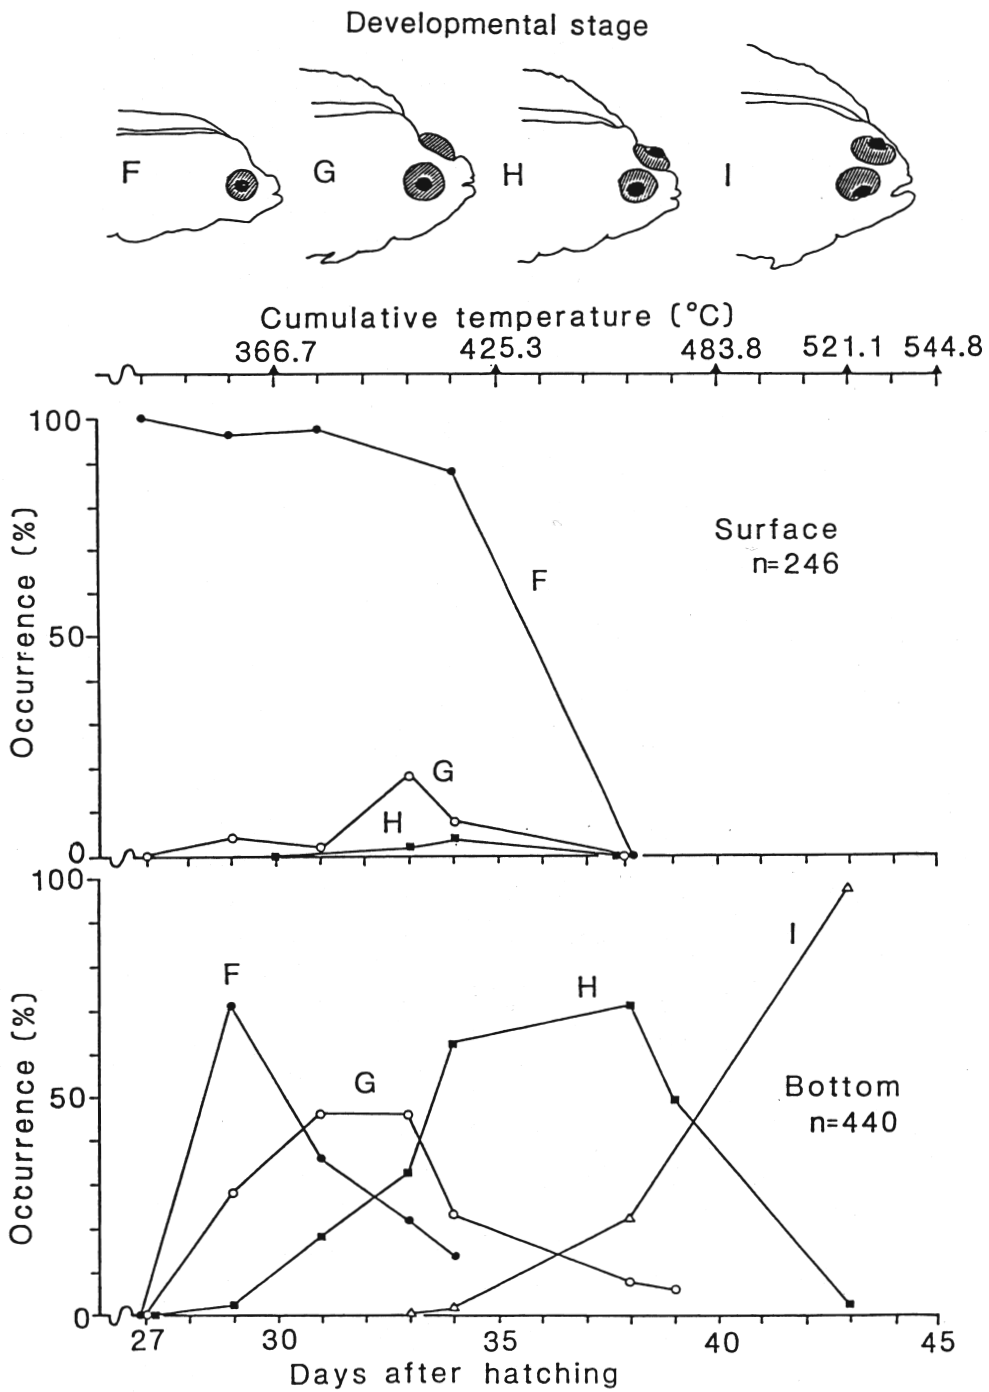 Developmental stage
F G H I
Cumulative temperature (°C)
366.7 425.3 483.8 521.1 544.8
100
50
0
Occurrence (%)
Surface
n=246
F
G
H
100
50
0
Occurrence (%)
I
F
H
G
Bottom
n=440
27 30 35 40 45
Days after hatching